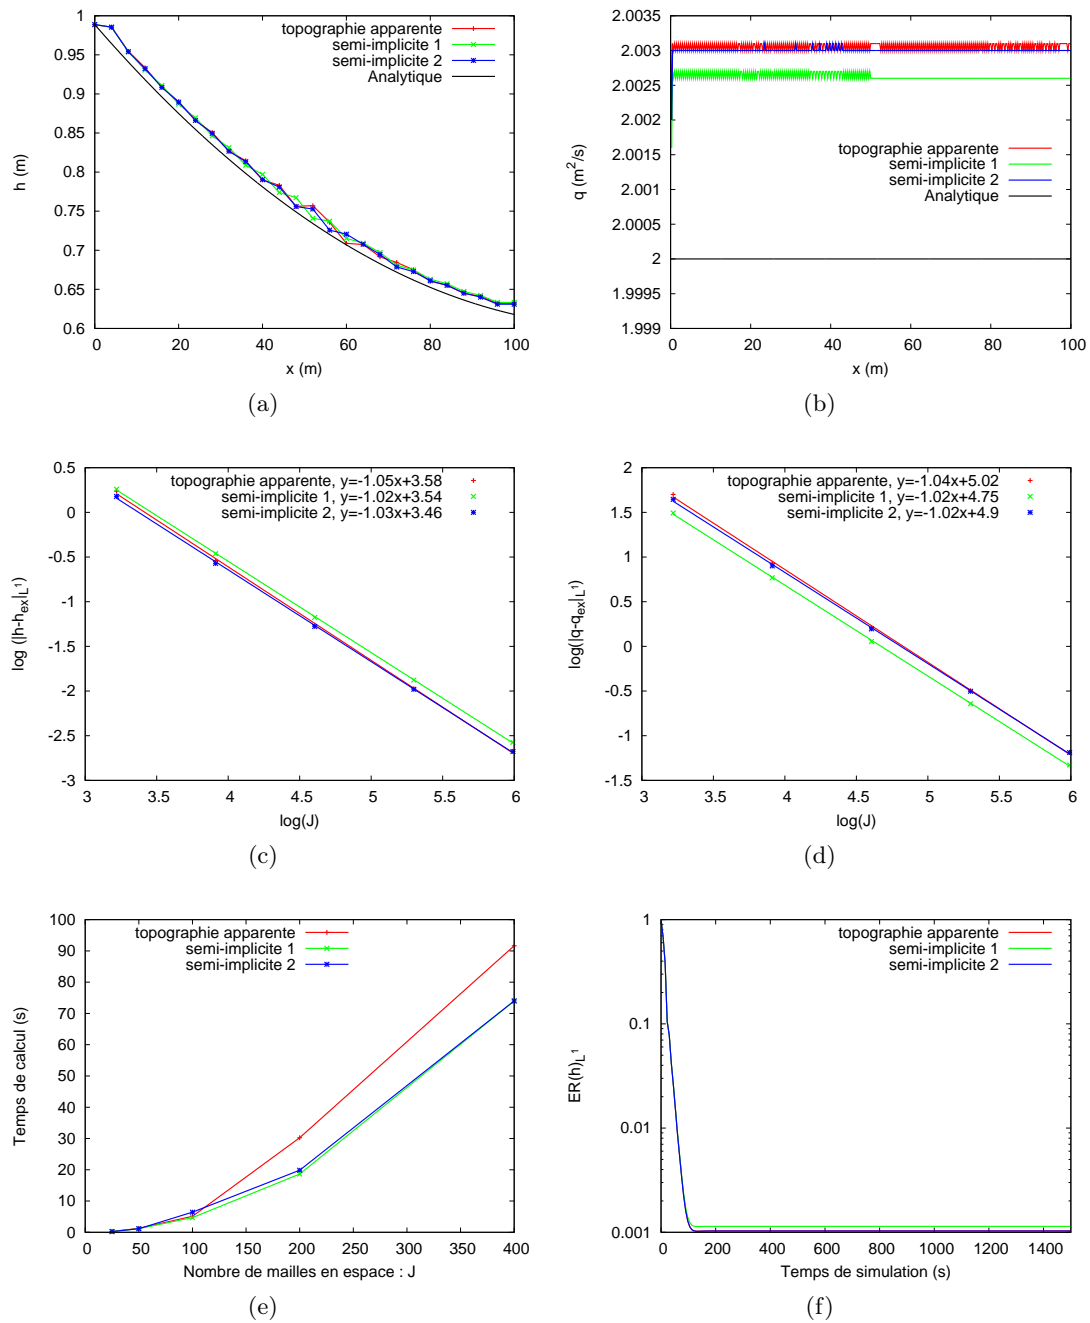 1
0.95
0.9
0.85
0.8
0.75
0.7
0.65
0.6
0
20
40
60
80
100
h (m)
x (m)
topographie apparente
semi-implicite 1
semi-implicite 2
Analytique
(a)
2.0035
2.003
2.0025
2.002
2.0015
2.001
2.0005
2
1.9995
1.999
0
20
40
60
80
100
q (m²/s)
x (m)
topographie apparente
semi-implicite 1
semi-implicite 2
Analytique
(b)
0.5
0
-0.5
-1
-1.5
-2
-2.5
-3
3
3.5
4
4.5
5
5.5
6
log (|h-h_ex|_L¹)
log(J)
topographie apparente, y=-1.05x+3.58
semi-implicite 1, y=-1.02x+3.54
semi-implicite 2, y=-1.03x+3.46
(c)
2
1.5
1
0.5
0
-0.5
-1
-1.5
3
3.5
4
4.5
5
5.5
6
log(|q-q_ex|_L¹)
log(J)
topographie apparente, y=-1.04x+5.02
semi-implicite 1, y=-1.02x+4.75
semi-implicite 2, y=-1.02x+4.9
(d)
100
90
80
70
60
50
40
30
20
10
0
0
50
100
150
200
250
300
350
400
Temps de calcul (s)
Nombre de mailles en espace : J
topographie apparente
semi-implicite 1
semi-implicite 2
(e)
1
0.1
0.01
0.001
0
200
400
600
800
1000
1200
1400
ER(h)_L¹
Temps de simulation (s)
topographie apparente
semi-implicite 1
semi-implicite 2
(f)